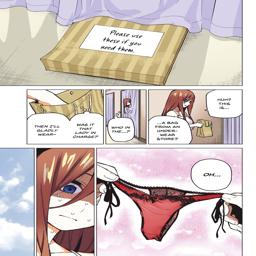 Please use
these if you
need them.
HUH?
THIS
IS...
...A BAG
FROM AN
UNDER-
WEAR
STORE?
WHO IN
THE...?
WAS IT
THAT LADY
IN CHARGE?
THEN I'LL
GLADLY
WEAR-
OH...